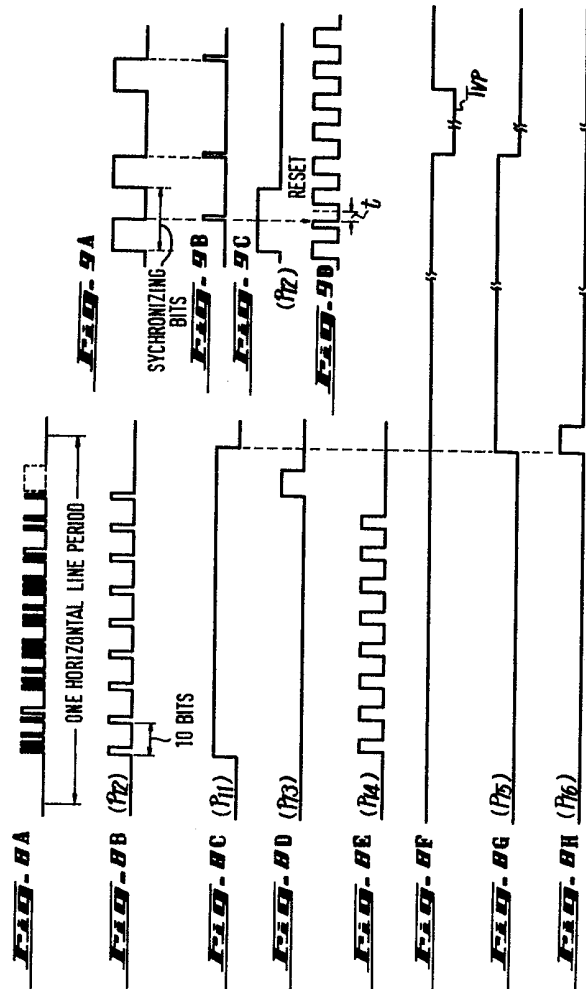 Fig. 8A
ONE HORIZONTAL LINE PERIOD
Fig. 8B (P12)
10 BITS
Fig. 8C (P11)
Fig. 8D (P13)
Fig. 8E (P14)
Fig. 8F
TVP
Fig. 8G (P15)
Fig. 8H (P16)
Fig. 9A
SYCHRONIZING
BITS
Fig. 9B
Fig. 9C
(P12)
RESET
Fig. 9D
t